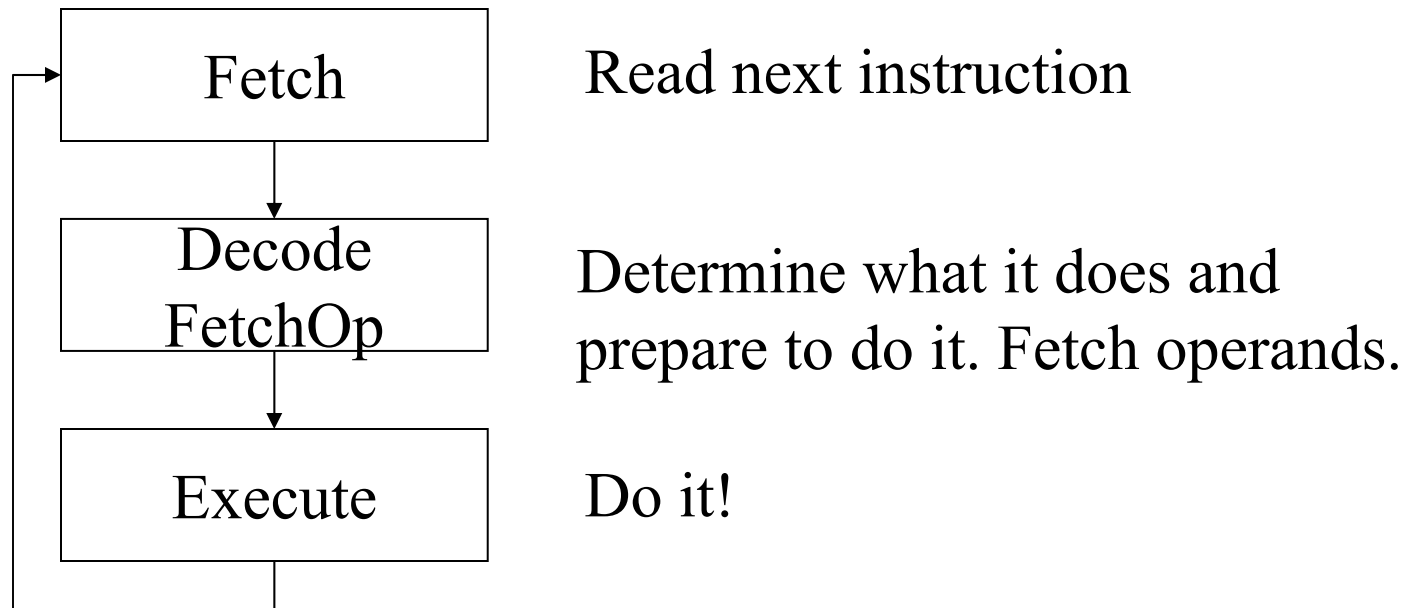 Fetch
Read next instruction
Decode
FetchOp
Determine what it does and
prepare to do it. Fetch operands.
Execute
Do it!